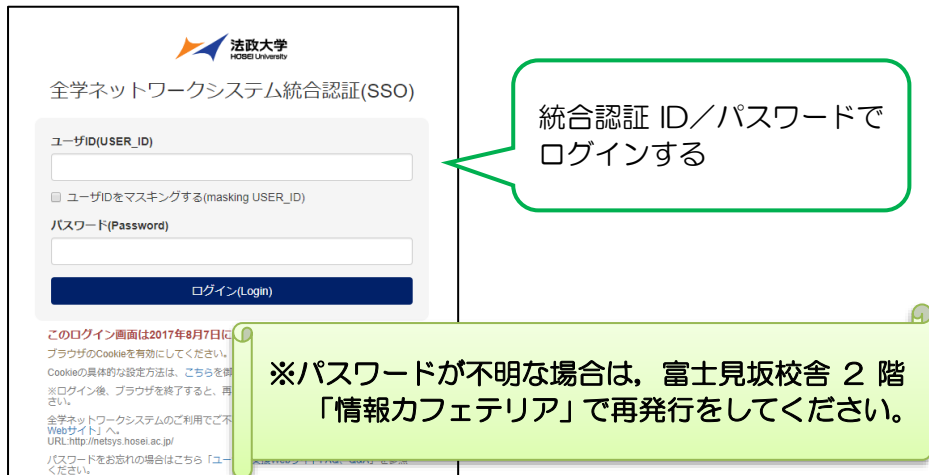 法政大学
HOSEI University
全学ネットワークシステム統合認証(SSO)
ユーザID(USER_ID)
ユーザIDをマスキングする(masking USER_ID)
パスワード(Password)
ログイン(Login)
統合認証 ID／パスワードで
ログインする
このログイン画面は2017年8月7日に
ブラウザのCookieを有効にしてください。
Cookieの具体的な設定方法は、こちらを御
※ログイン後、ブラウザを終了すると、再
さい。
全学ネットワークシステムのご利用でご不
Webサイト」へ。
URL:http://netsys.hosei.ac.jp/
パスワードをお忘れの場合はこちら「ユー
ください。
※パスワードが不明な場合は，富士見坂校舎 2 階
「情報カフェテリア」で再発行をしてください。